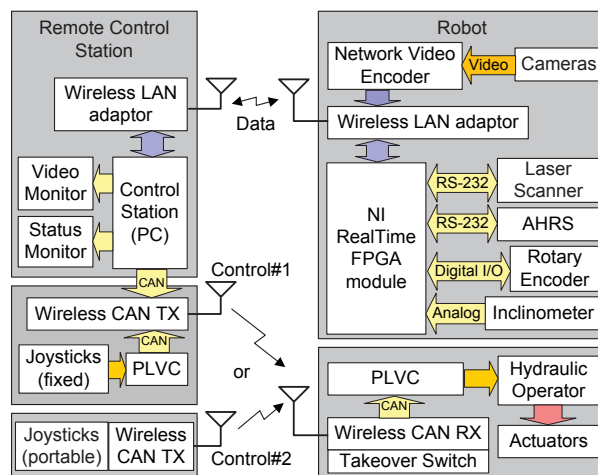 Remote Control
Station
Wireless LAN
adaptor
Video
Monitor
Status
Monitor
Control
Station
(PC)
CAN
Wireless CAN TX
CAN
Joysticks
(fixed)
PLVC
Joysticks
(portable)
Wireless
CAN TX
Data
Control#1
or
Control#2
Robot
Network Video
Encoder
Video
Cameras
Wireless LAN adaptor
NI
RealTime
FPGA
module
RS-232
Laser
Scanner
RS-232
AHRS
Digital I/O
Rotary
Encoder
Analog
Inclinometer
PLVC
Hydraulic
Operator
CAN
Wireless CAN RX
Takeover Switch
Actuators